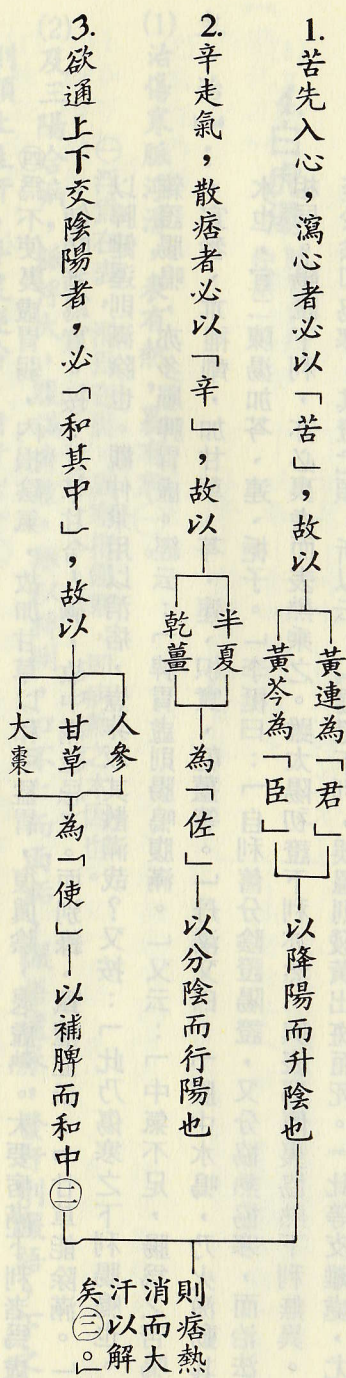 1. 苦先入心，瀉心者必以「苦」，故以
黃連為「君」
黃芩為「臣」
以降陽而升陰也
2. 辛走氣，散痞者必以「辛」，故以
半夏
乾薑
為「佐」
以分陰而行陽也
3. 欲通上下交陰陽者，必「和其中」，故以
人參
甘草
大棗
為「使」
以補脾而和中㊁
則痞熱
消而大
汗以解
矣㊂。」